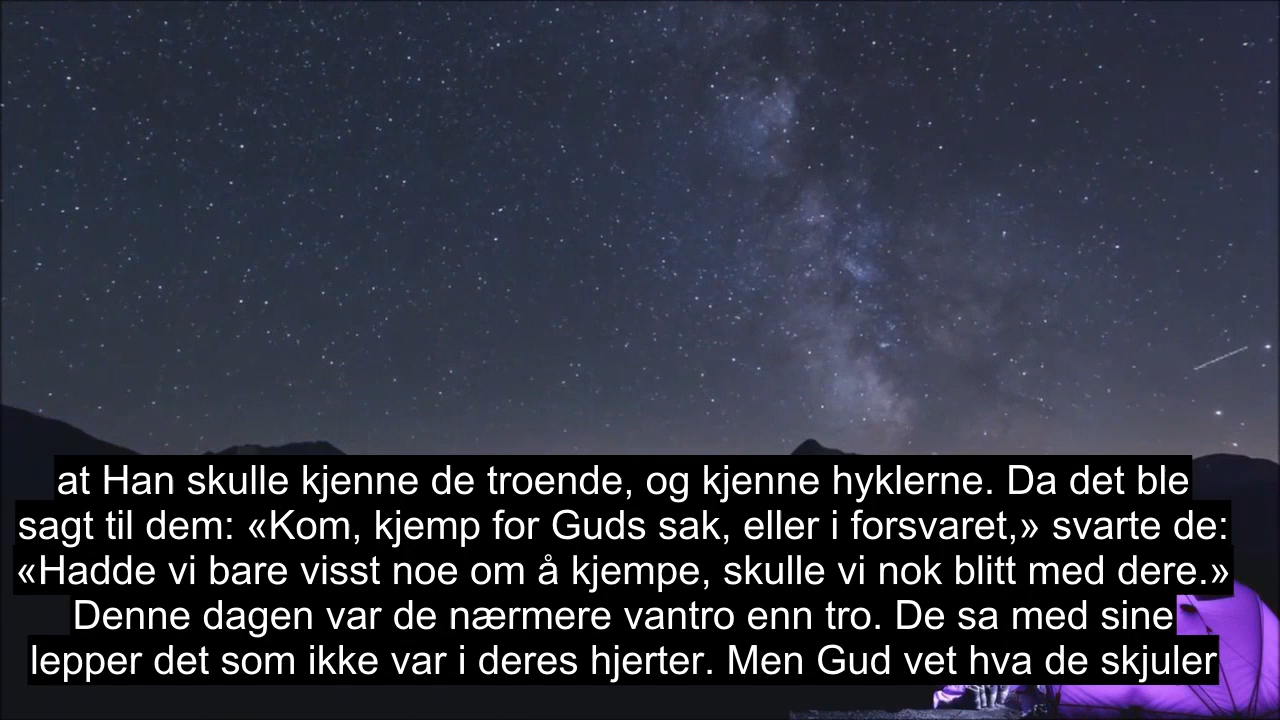 at Han skulle kjenne de troende, og kjenne hyklerne. Da det ble
sagt til dem: «Kom, kjemp for Guds sak, eller i forsvaret,» svarte de:
«Hadde vi bare visst noe om å kjempe, skulle vi nok blitt med dere.»
Denne dagen var de nærmere vantro enn tro. De sa med sine
lepper det som ikke var i deres hjerter. Men Gud vet hva de skjuler